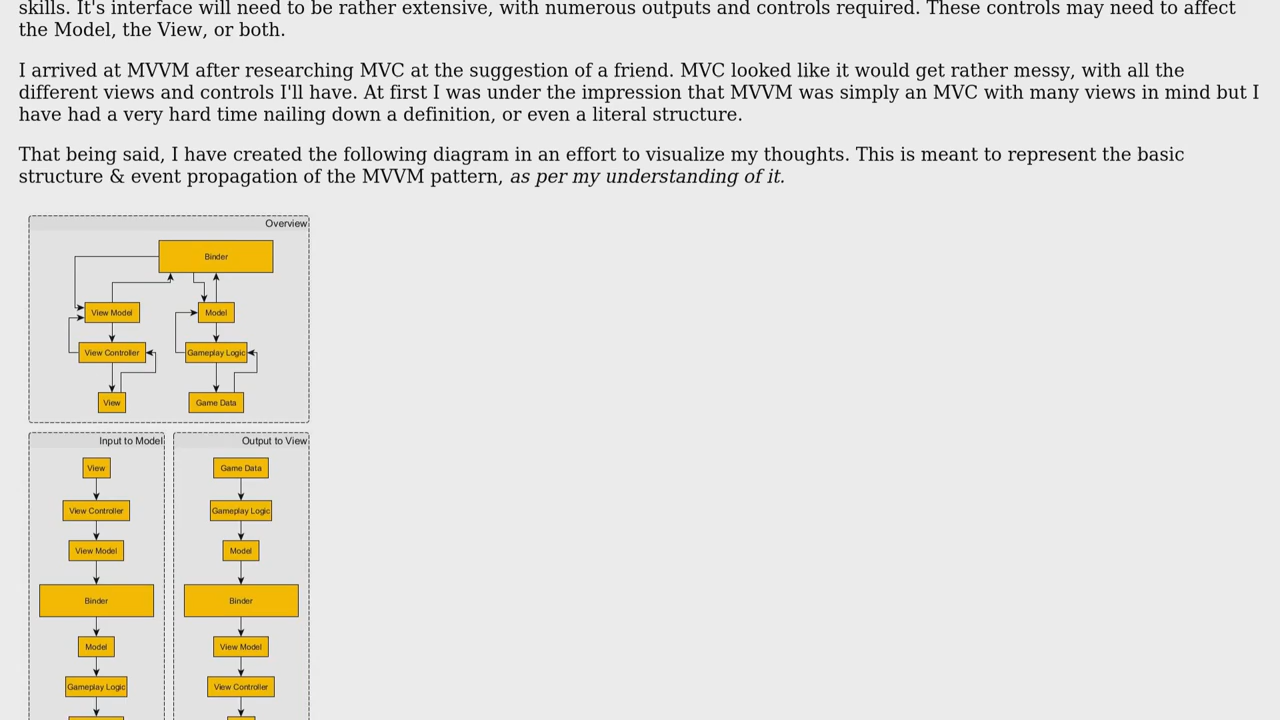 skills. It's interface will need to be rather extensive, with numerous outputs and controls required. These controls may need to affect
the Model, the View, or both.
I arrived at MVVM after researching MVC at the suggestion of a friend. MVC looked like it would get rather messy, with all the
different views and controls I'll have. At first I was under the impression that MVVM was simply an MVC with many views in mind but I
have had a very hard time nailing down a definition, or even a literal structure.
That being said, I have created the following diagram in an effort to visualize my thoughts. This is meant to represent the basic
structure & event propagation of the MVVM pattern, as per my understanding of it.
Overview
Binder
View Model
Model
View Controller
Gameplay Logic
View
Game Data
Input to Model
View
View Controller
View Model
Binder
Model
Gameplay Logic
Output to View
Game Data
Gameplay Logic
Model
Binder
View Model
View Controller